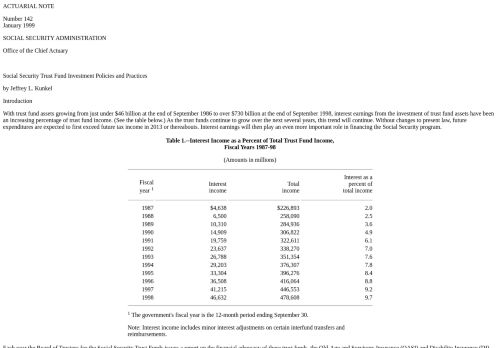 ACTUARIAL NOTE
Number 142
January 1999
SOCIAL SECURITY ADMINISTRATION
Office of the Chief Actuary
Social Security Trust Fund Investment Policies and Practices
by Jeffrey L. Kunkel
Introduction
With trust fund assets growing from just under $46 billion at the end of September 1986 to over $730 billion at the end of September 1998, interest earnings from the investment of trust fund assets have been
an increasing percentage of trust fund income. (See the table below.) As the trust funds continue to grow over the next several years, this trend will continue. Without changes to present law, future
expenditures are expected to first exceed future tax income in 2013 or thereabouts. Interest earnings will then play an even more important role in financing the Social Security program.
Table 1.--Interest Income as a Percent of Total Trust Fund Income,
Fiscal Years 1987-98
(Amounts in millions)
Fiscal year 1 Interest income Total income Interest as a percent of total income
1987 $4,638 $226,893 2.0
1988 6,500 258,090 2.5
1989 10,310 284,936 3.6
1990 14,909 306,822 4.9
1991 19,759 322,611 6.1
1992 23,637 338,270 7.0
1993 26,788 351,354 7.6
1994 29,203 376,307 7.8
1995 33,304 396,276 8.4
1996 36,508 416,064 8.8
1997 41,215 446,553 9.2
1998 46,632 478,608 9.7
1 The government's fiscal year is the 12-month period ending September 30.
Note: Interest income includes minor interest adjustments on certain interfund transfers and
reimbursements.